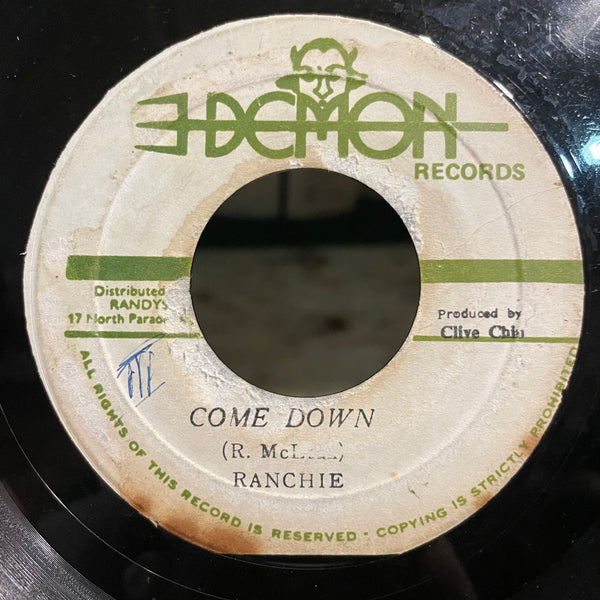 DEMON
RECORDS
Distributed
RANDYS
17 North Parade
Produced by
Clive Chin
COME DOWN
(R.
RANCHIE
ALL RIGHTS OF THIS RECORD IS RESERVED - COPYING IS STRICTLY PROHIBITED